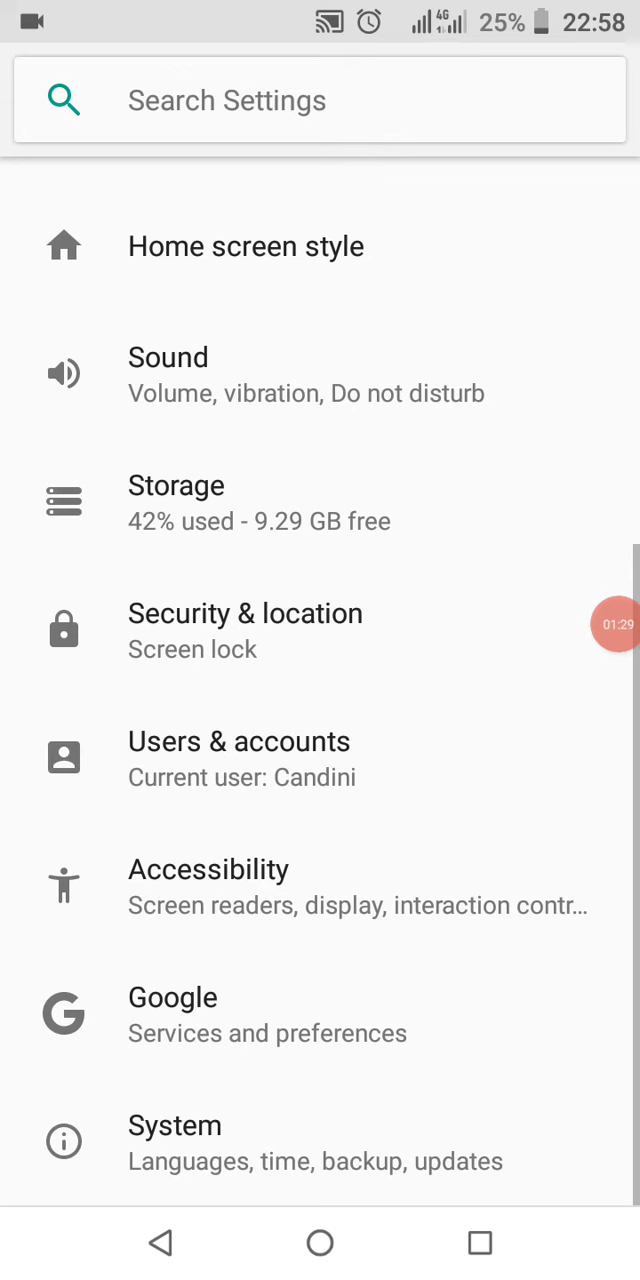 4G 25% 22:58
Search Settings
Home screen style
Sound
Volume, vibration, Do not disturb
Storage
42% used - 9.29 GB free
Security & location
01:29
Screen lock
Users & accounts
Current user: Candini
Accessibility
Screen readers, display, interaction contr...
Google
Services and preferences
System
Languages, time, backup, updates